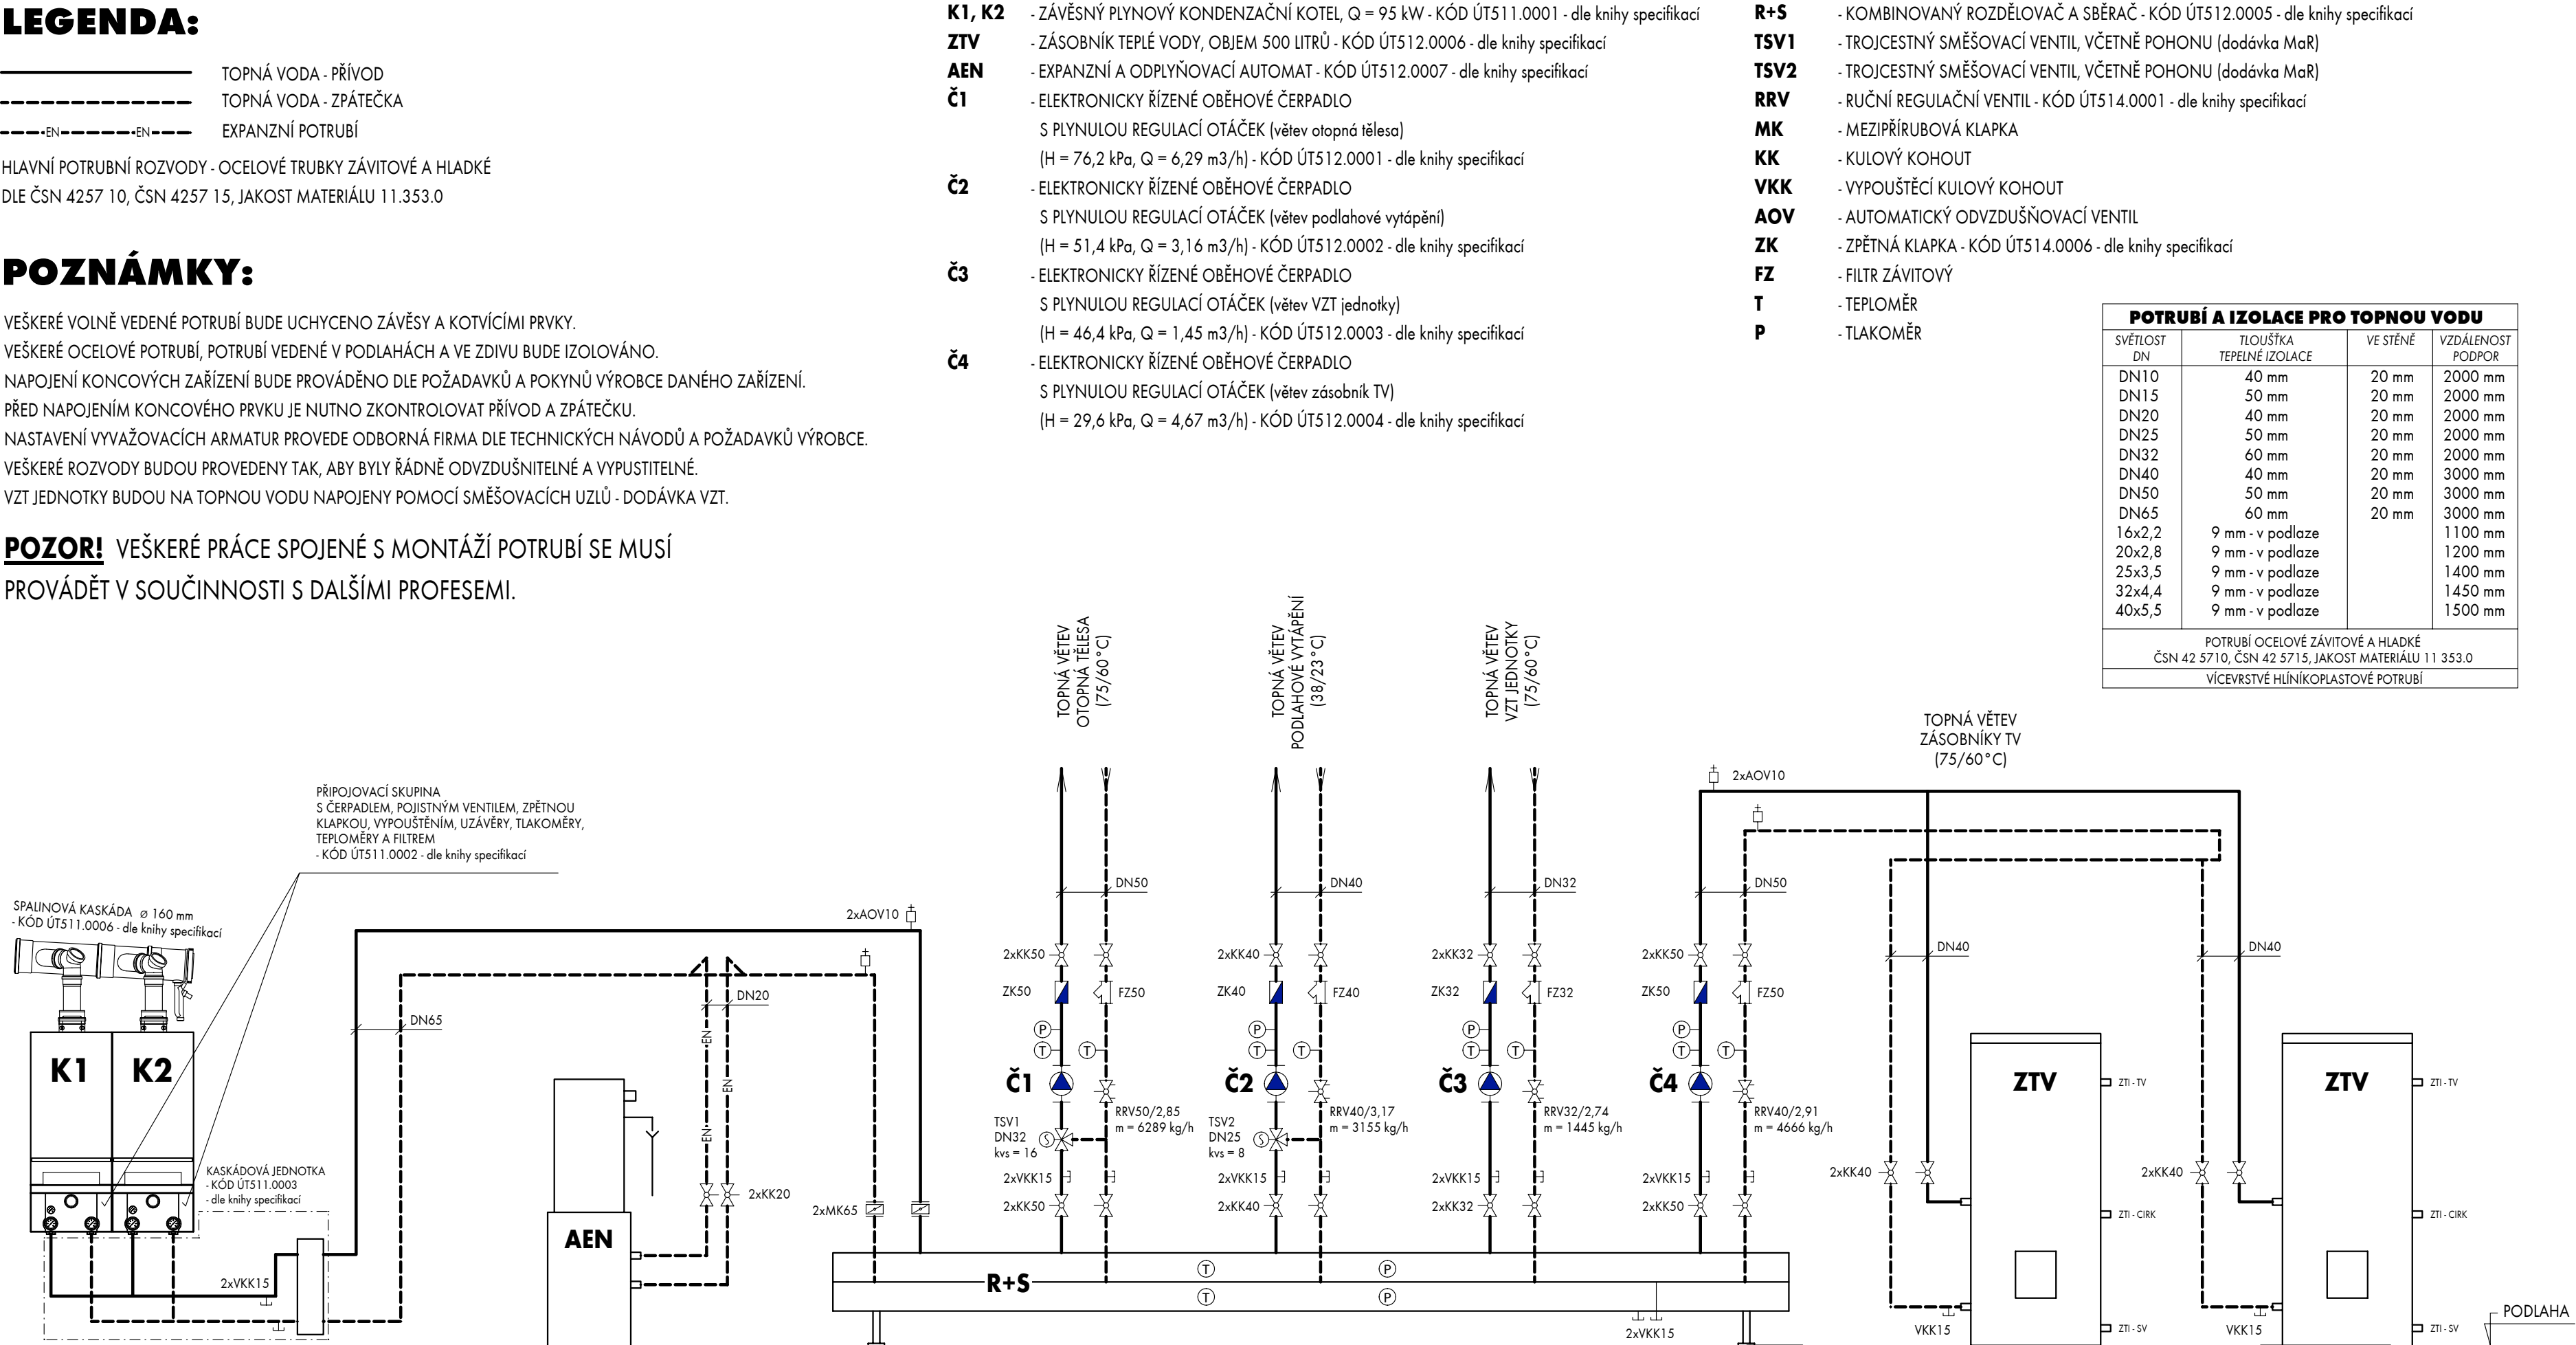 LEGENDA:
TOPNÁ VODA - PŘÍVOD
TOPNÁ VODA - ZPÁTEČKA
EN EN EXPANZNÍ POTRUBÍ
HLAVNÍ POTRUBNÍ ROZVODY - OCELOVÉ TRUBKY ZÁVITOVÉ A HLADKÉ
DLE ČSN 4257 10, ČSN 4257 15, JAKOST MATERIÁLU 11.353.0
POZNÁMKY:
VEŠKERÉ VOLNĚ VEDENÉ POTRUBÍ BUDE UCHYCENO ZÁVĚSY A KOTVÍCÍMI PRVKY.
VEŠKERÉ OCELOVÉ POTRUBÍ, POTRUBÍ VEDENÉ V PODLAHÁCH A VE ZDIVU BUDE IZOLOVÁNO.
NAPOJENÍ KONCOVÝCH ZAŘÍZENÍ BUDE PROVÁDĚNO DLE POŽADAVKŮ A POKYNŮ VÝROBCE DANÉHO ZAŘÍZENÍ.
PŘED NAPOJENÍM KONCOVÉHO PRVKU JE NUTNO ZKONTROLOVAT PŘÍVOD A ZPÁTEČKU.
NASTAVENÍ VYVAŽOVACÍCH ARMATUR PROVEDE ODBORNÁ FIRMA DLE TECHNICKÝCH NÁVODŮ A POŽADAVKŮ VÝROBCE.
VEŠKERÉ ROZVODY BUDOU PROVEDENY TAK, ABY BYLY ŘÁDNĚ ODVZDUŠNITELNÉ A VYPUSTITELNÉ.
VZT JEDNOTKY BUDOU NA TOPNOU VODU NAPOJENY POMOCÍ SMĚŠOVACÍCH UZLŮ - DODÁVKA VZT.
POZOR! VEŠKERÉ PRÁCE SPOJENÉ S MONTÁŽÍ POTRUBÍ SE MUSÍ
PROVÁDĚT V SOUČINNOSTI S DALŠÍMI PROFESEMI.
K1, K2 - ZÁVĚSNÝ PLYNOVÝ KONDENZAČNÍ KOTEL, Q = 95 kW - KÓD ÚT511.0001 - dle knihy specifikací
ZTV - ZÁSOBNÍK TEPLÉ VODY, OBJEM 500 LITRŮ - KÓD ÚT512.0006 - dle knihy specifikací
AEN - EXPANZNÍ A ODPLYŇOVACÍ AUTOMAT - KÓD ÚT512.0007 - dle knihy specifikací
Č1 - ELEKTRONICKY ŘÍZENÉ OBĚHOVÉ ČERPADLO
S PLYNULOU REGULACÍ OTÁČEK (větev otopná tělesa)
(H = 76,2 kPa, Q = 6,29 m3/h) - KÓD ÚT512.0001 - dle knihy specifikací
Č2 - ELEKTRONICKY ŘÍZENÉ OBĚHOVÉ ČERPADLO
S PLYNULOU REGULACÍ OTÁČEK (větev podlahové vytápění)
(H = 51,4 kPa, Q = 3,16 m3/h) - KÓD ÚT512.0002 - dle knihy specifikací
Č3 - ELEKTRONICKY ŘÍZENÉ OBĚHOVÉ ČERPADLO
S PLYNULOU REGULACÍ OTÁČEK (větev VZT jednotky)
(H = 46,4 kPa, Q = 1,45 m3/h) - KÓD ÚT512.0003 - dle knihy specifikací
Č4 - ELEKTRONICKY ŘÍZENÉ OBĚHOVÉ ČERPADLO
S PLYNULOU REGULACÍ OTÁČEK (větev zásobník TV)
(H = 29,6 kPa, Q = 4,67 m3/h) - KÓD ÚT512.0004 - dle knihy specifikací
R+S - KOMBINOVANÝ ROZDĚLOVAČ A SBĚRAČ - KÓD ÚT512.0005 - dle knihy specifikací
TSV1 - TROJCESTNÝ SMĚŠOVACÍ VENTIL, VČETNĚ POHONU (dodávka MaR)
TSV2 - TROJCESTNÝ SMĚŠOVACÍ VENTIL, VČETNĚ POHONU (dodávka MaR)
RRV - RUČNÍ REGULAČNÍ VENTIL - KÓD ÚT514.0001 - dle knihy specifikací
MK - MEZIPŘÍRUBOVÁ KLAPKA
KK - KULOVÝ KOHOUT
VKK - VYPOUŠTĚCÍ KULOVÝ KOHOUT
AOV - AUTOMATICKÝ ODVZDUŠŇOVACÍ VENTIL
ZK - ZPĚTNÁ KLAPKA - KÓD ÚT514.0006 - dle knihy specifikací
FZ - FILTR ZÁVITOVÝ
T - TEPLOMĚR
P - TLAKOMĚR
POTRUBÍ A IZOLACE PRO TOPNOU VODU
SVĚTLOST TLOUŠŤKA VE STĚNĚ VZDÁLENOST
DN TEPELNÉ IZOLACE PODPOR
DN10 40 mm 20 mm 2000 mm
DN15 50 mm 20 mm 2000 mm
DN20 40 mm 20 mm 2000 mm
DN25 50 mm 20 mm 2000 mm
DN32 60 mm 20 mm 2000 mm
DN40 40 mm 20 mm 3000 mm
DN50 50 mm 20 mm 3000 mm
DN65 60 mm 20 mm 3000 mm
16x2,2 9 mm - v podlaze 1100 mm
20x2,8 9 mm - v podlaze 1200 mm
25x3,5 9 mm - v podlaze 1400 mm
32x4,4 9 mm - v podlaze 1450 mm
40x5,5 9 mm - v podlaze 1500 mm
POTRUBÍ OCELOVÉ ZÁVITOVÉ A HLADKÉ
ČSN 42 5710, ČSN 42 5715, JAKOST MATERIÁLU 11 353.0
VÍCEVRSTVÉ HLÍNÍKOPLASTOVÉ POTRUBÍ
PŘIPOJOVACÍ SKUPINA
S ČERPADLEM, POJISTNÝM VENTILEM, ZPĚTNOU
KLAPKOU, VYPOUŠTĚNÍM, UZÁVĚRY, TLAKOMĚRY,
TEPLOMĚRY A FILTREM
- KÓD ÚT511.0002 - dle knihy specifikací
SPALINOVÁ KASKÁDA ⌀ 160 mm
- KÓD ÚT511.0006 - dle knihy specifikací
K1 K2
KASKÁDOVÁ JEDNOTKA
- KÓD ÚT511.0003
- dle knihy specifikací
2xVKK15
DN65
2xAOV10
DN20
EN
EN
EN
2xKK20
AEN
2xMK65
TOPNÁ VĚTEV
OTOPNÁ TĚLESA
(75/60°C)
DN50
2xKK50
ZK50 FZ50
P
T T
Č1
RRV50/2,85
m = 6289 kg/h
TSV1
DN32 S
kvs = 16
2xVKK15
2xKK50
TOPNÁ VĚTEV
PODLAHOVÉ VYTÁPĚNÍ
(38/23°C)
DN40
2xKK40
ZK40 FZ40
P
T T
Č2
RRV40/3,17
m = 3155 kg/h
TSV2
DN25 S
kvs = 8
2xVKK15
2xKK40
TOPNÁ VĚTEV
VZT JEDNOTKY
(75/60°C)
DN32
2xKK32
ZK32 FZ32
P
T T
Č3
RRV32/2,74
m = 1445 kg/h
2xVKK15
2xKK32
TOPNÁ VĚTEV
ZÁSOBNÍKY TV
(75/60°C)
2xAOV10
DN50
2xKK50
ZK50 FZ50
P
T T
Č4
RRV40/2,91
m = 4666 kg/h
2xVKK15
2xKK50
R+S
T P
T P
2xVKK15
DN40
2xKK40
ZTV
ZTI - TV
ZTI - CIRK
ZTI - SV
VKK15
DN40
2xKK40
ZTV
ZTI - TV
ZTI - CIRK
ZTI - SV
VKK15
PODLAHA